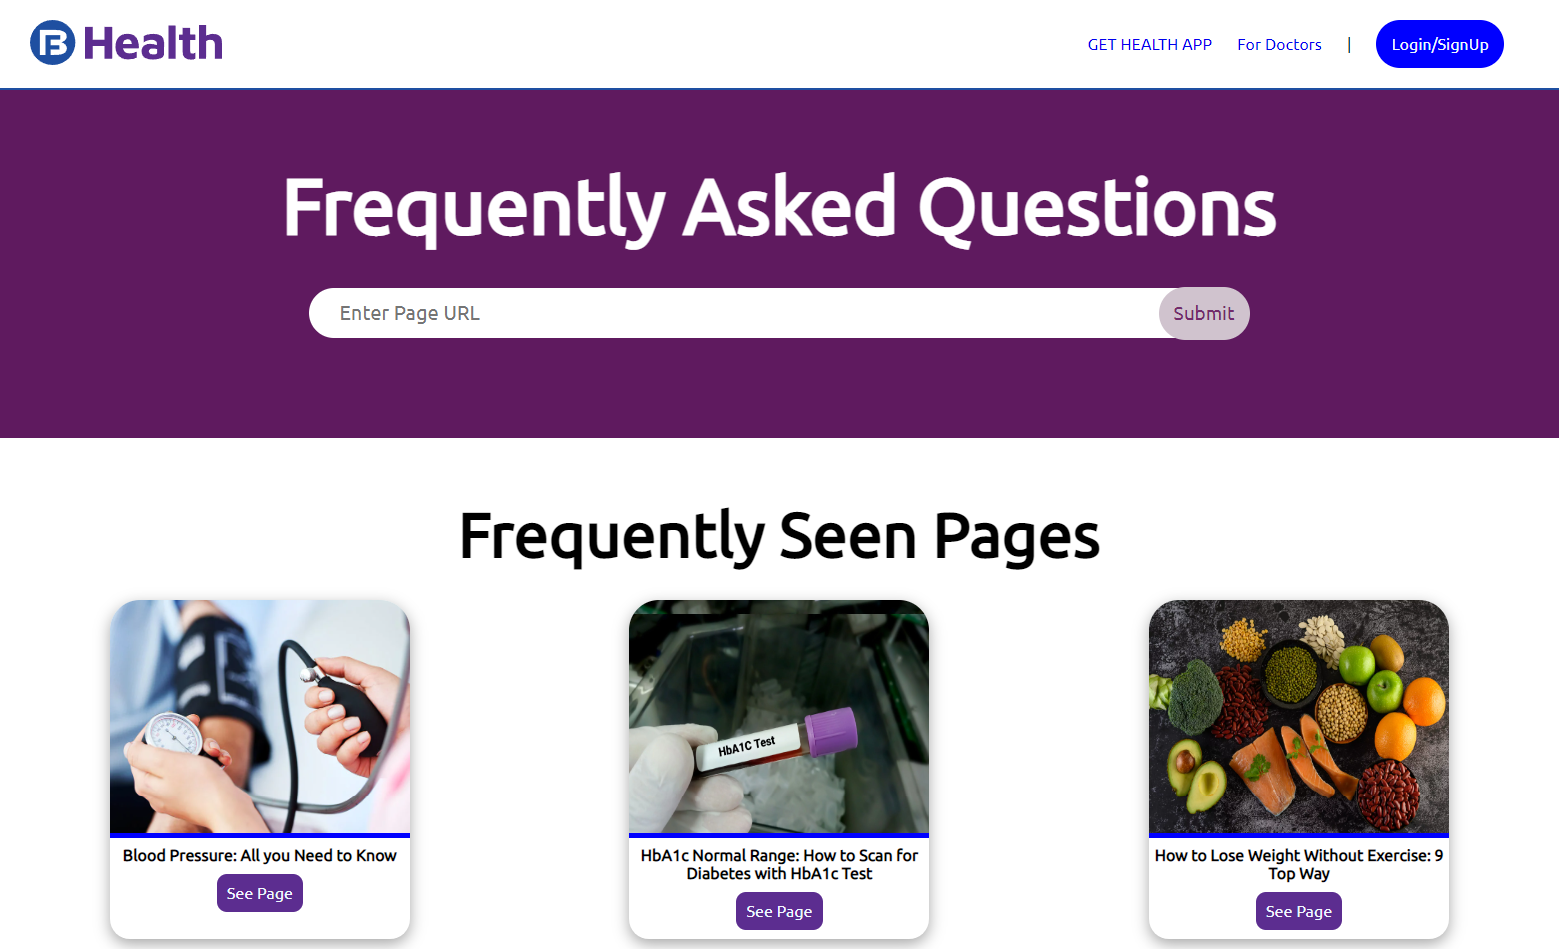 Health
GET HEALTH APP
For Doctors
|
Login/SignUp
Frequently Asked Questions
Enter Page URL
Submit
Frequently Seen Pages
Blood Pressure: All you Need to Know
See Page
HbA1C Test
HbA1c Normal Range: How to Scan for
Diabetes with HbA1c Test
See Page
How to Lose Weight Without Exercise: 9
Top Way
See Page